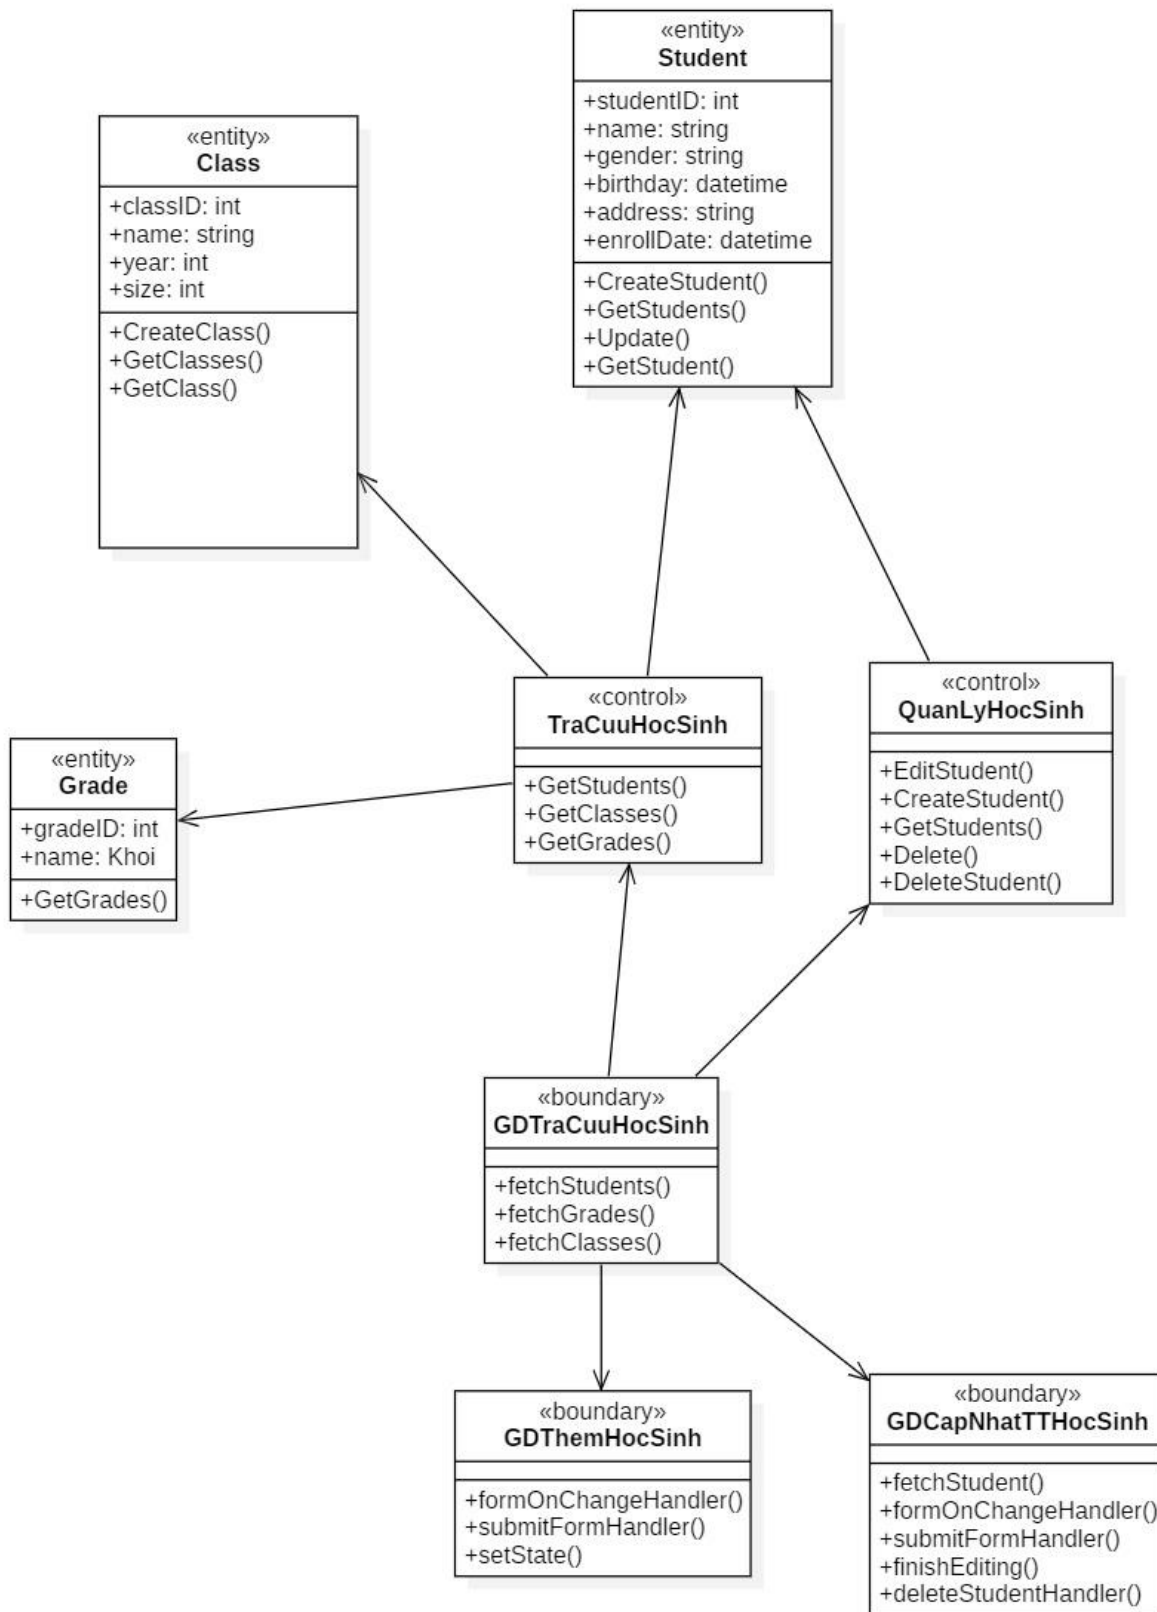 «entity»
Student
+studentID: int
+name: string
+gender: string
+birthday: datetime
+address: string
+enrollDate: datetime
+CreateStudent()
+GetStudents()
+Update()
+GetStudent()
«entity»
Class
+classID: int
+name: string
+year: int
+size: int
+CreateClass()
+GetClasses()
+GetClass()
«control»
TraCuuHocSinh
+GetStudents()
+GetClasses()
+GetGrades()
«control»
QuanLyHocSinh
+EditStudent()
+CreateStudent()
+GetStudents()
+Delete()
+DeleteStudent()
«entity»
Grade
+gradeID: int
+name: Khoi
+GetGrades()
«boundary»
GDTraCuuHocSinh
+fetchStudents()
+fetchGrades()
+fetchClasses()
«boundary»
GDThemHocSinh
+formOnChangeHandler()
+submitFormHandler()
+setState()
«boundary»
GDCapNhatTTHocSinh
+fetchStudent()
+formOnChangeHandler()
+submitFormHandler()
+finishEditing()
+deleteStudentHandler()